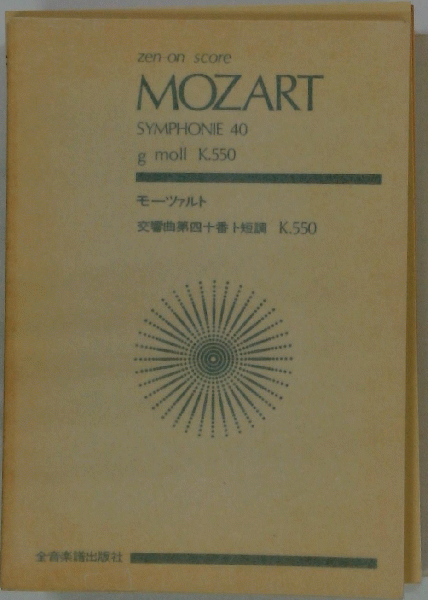 zen-on score
MOZART
SYMPHONIE 40
g moll K.550
モーツァルト
交響曲第四十番ト短調 K.550
全音楽譜出版社